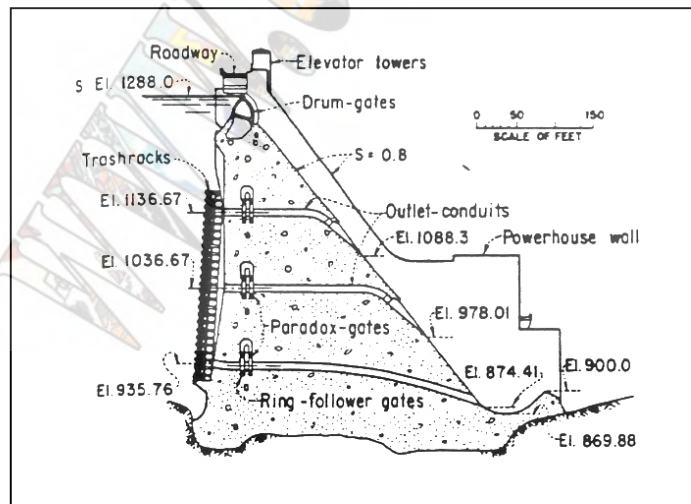 Roadway
Elevator towers
S El. 1288.0
Drum-gates
0 50 150
SCALE OF FEET
S = 0.8
Trashracks
El. 1136.67
Outlet-conduits
El. 1088.3
Powerhouse wall
El. 1036.67
El. 978.01
Paradox-gates
El. 874.41
El. 900.0
El. 935.76
Ring-follower gates
El. 869.88